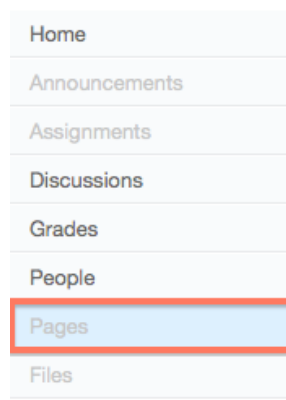 Home
Announcements
Assignments
Discussions
Grades
People
Pages
Files